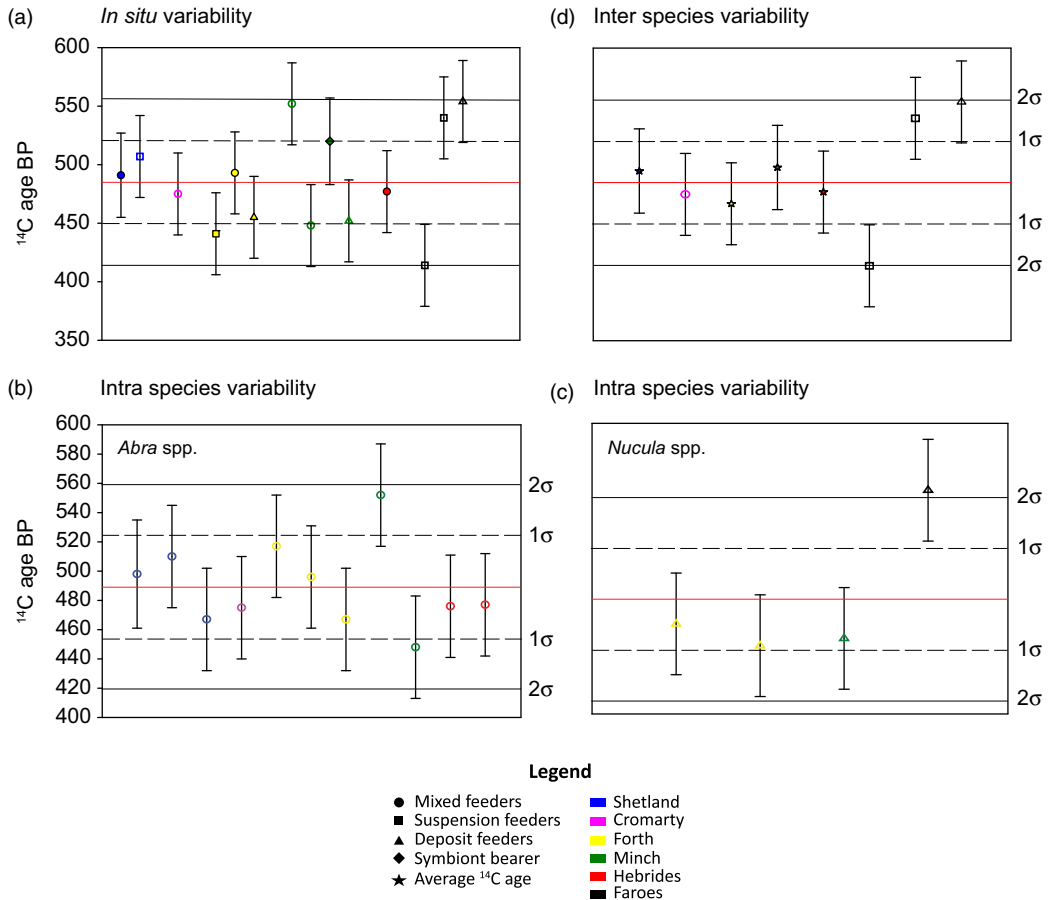 (a) In situ variability
600
550
500
450
400
350
¹⁴C age BP
(d) Inter species variability
2σ
1σ
1σ
2σ
(b) Intra species variability
Abra spp.
600
580
560
540
520
500
480
460
440
420
400
¹⁴C age BP
2σ
1σ
1σ
2σ
(c) Intra species variability
Nucula spp.
2σ
1σ
1σ
2σ
Legend
Mixed feeders
Suspension feeders
Deposit feeders
Symbiont bearer
Average ¹⁴C age
Shetland
Cromarty
Forth
Minch
Hebrides
Faroes